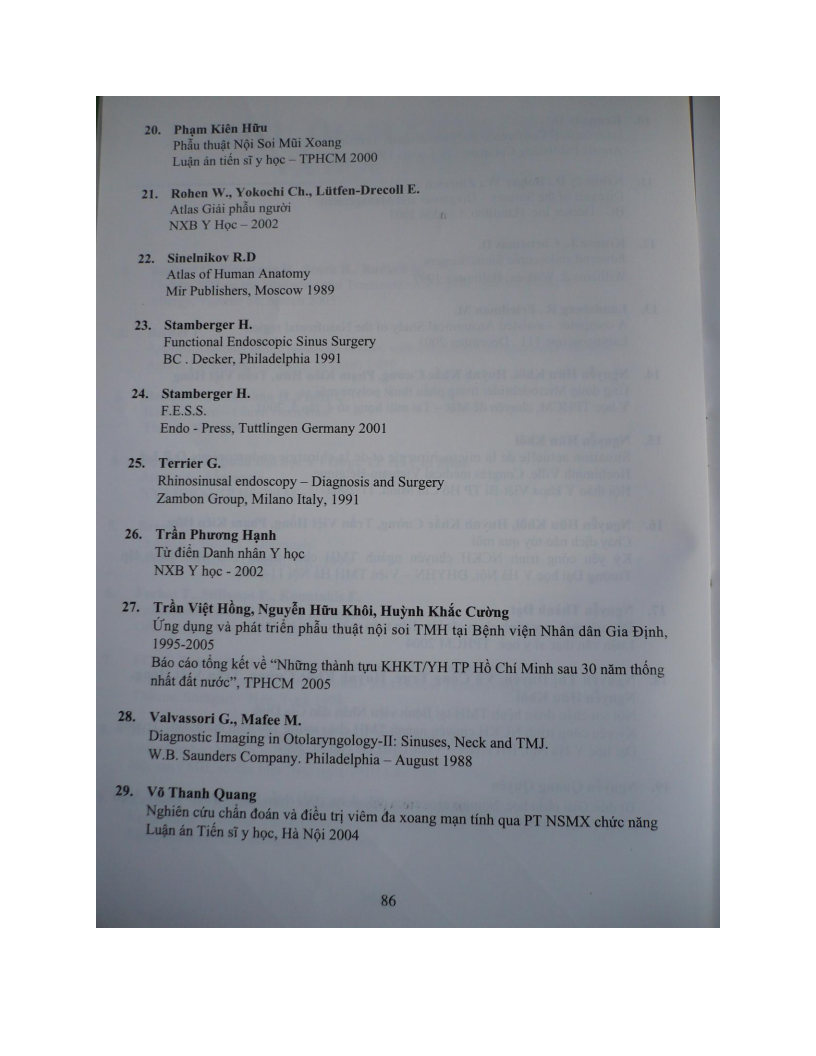 20. Phạm Kiên Hữu
Phẫu thuật Nội Soi Mũi Xoang
Luận án tiến sĩ y học – TPHCM 2000
21. Rohen W., Yokochi Ch., Lütfen-Drecoll E.
Atlas Giải phẫu người
NXB Y Học – 2002
22. Sinelnikov R.D
Atlas of Human Anatomy
Mir Publishers, Moscow 1989
23. Stamberger H.
Functional Endoscopic Sinus Surgery
BC . Decker, Philadelphia 1991
24. Stamberger H.
F.E.S.S.
Endo - Press, Tuttlingen Germany 2001
25. Terrier G.
Rhinosinusal endoscopy – Diagnosis and Surgery
Zambon Group, Milano Italy, 1991
26. Trần Phương Hạnh
Từ điển Danh nhân Y học
NXB Y học - 2002
27. Trần Việt Hồng, Nguyễn Hữu Khôi, Huỳnh Khắc Cường
Ứng dụng và phát triển phẫu thuật nội soi TMH tại Bệnh viện Nhân dân Gia Định,
1995-2005
Báo cáo tổng kết về “Những thành tựu KHKT/YH TP Hồ Chí Minh sau 30 năm thống
nhất đất nước”, TPHCM 2005
28. Valvassori G., Mafee M.
Diagnostic Imaging in Otolaryngology-II: Sinuses, Neck and TMJ.
W.B. Saunders Company. Philadelphia – August 1988
29. Võ Thanh Quang
Nghiên cứu chẩn đoán và điều trị viêm đa xoang mạn tính qua PT NSMX chức năng
Luận án Tiến sĩ y học, Hà Nội 2004
86